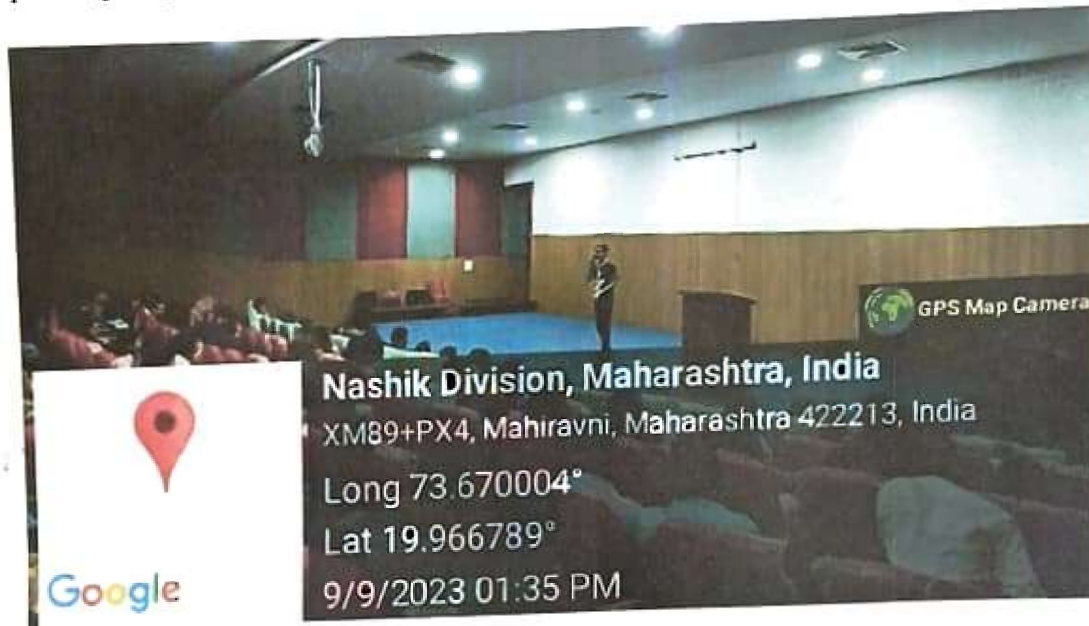 GPS Map Camera
Nashik Division, Maharashtra, India
XM89+PX4, Mahiravni, Maharashtra 422213, India
Long 73.670004°
Lat 19.966789°
9/9/2023 01:35 PM
Google